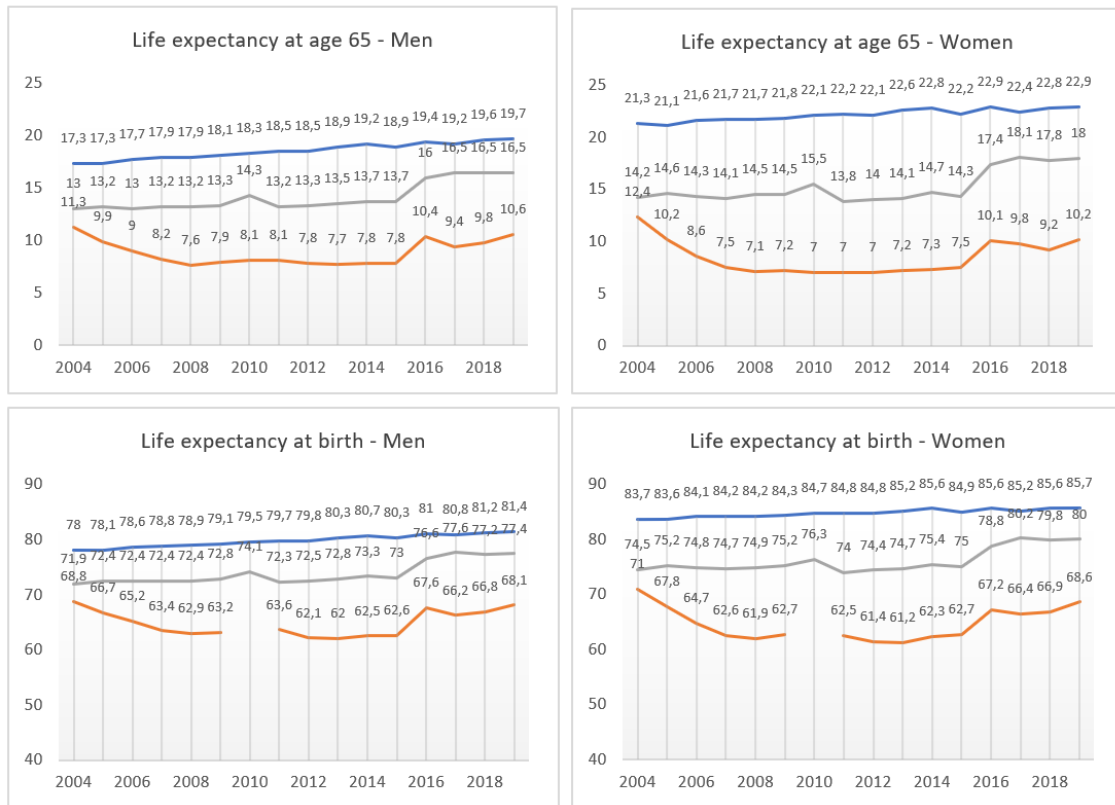 Life expectancy at age 65 - Men
25
20
15
10
5
0
17,3 17,3 17,7 17,9 17,9 18,1 18,3 18,5 18,5 18,9 19,2 18,9 19,4 19,2 19,6 19,7
13 13,2 13 13,2 13,2 13,3 14,3 13,2 13,3 13,5 13,7 13,7 16 16,5 16,5 16,5
11,3 9,9 9 8,2 7,6 7,9 8,1 8,1 7,8 7,7 7,8 7,8 10,4 9,4 9,8 10,6
2004 2006 2008 2010 2012 2014 2016 2018
Life expectancy at age 65 - Women
25
20
15
10
5
0
21,3 21,1 21,6 21,7 21,7 21,8 22,1 22,2 22,1 22,6 22,8 22,2 22,9 22,4 22,8 22,9
14,2 14,6 14,3 14,1 14,5 14,5 15,5 13,8 14 14,1 14,7 14,3 17,4 18,1 17,8 18
12,4 10,2 8,6 7,5 7,1 7,2 7 7 7 7,2 7,3 7,5 10,1 9,8 9,2 10,2
2004 2006 2008 2010 2012 2014 2016 2018
Life expectancy at birth - Men
90
80
70
60
50
40
78 78,1 78,6 78,8 78,9 79,1 79,5 79,7 79,8 80,3 80,7 80,3 81 80,8 81,2 81,4
71,9 72,4 72,4 72,4 72,4 72,8 74,1 72,3 72,5 72,8 73,3 73 76,6 77,6 77,2 77,4
68,8 66,7 65,2 63,4 62,9 63,2 63,6 62,1 62 62,5 62,6 67,6 66,2 66,8 68,1
2004 2006 2008 2010 2012 2014 2016 2018
Life expectancy at birth - Women
90
80
70
60
50
40
83,7 83,6 84,1 84,2 84,2 84,3 84,7 84,8 84,8 85,2 85,6 84,9 85,6 85,2 85,6 85,7
74,5 75,2 74,8 74,7 74,9 75,2 76,3 74 74,4 74,7 75,4 75 78,8 80,2 79,8 80
71 67,8 64,7 62,6 61,9 62,7 62,5 61,4 61,2 62,3 62,7 67,2 66,4 66,9 68,6
2004 2006 2008 2010 2012 2014 2016 2018